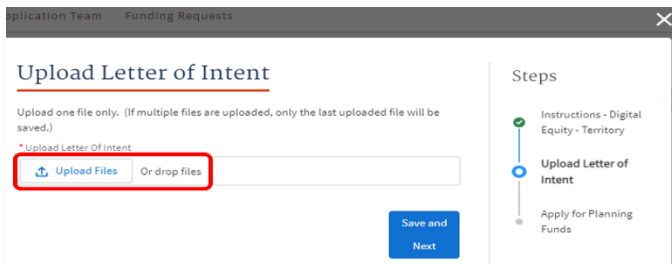 pplication Team Funding Requests
Upload Letter of Intent
Upload one file only. (If multiple files are uploaded, only the last uploaded file will be
saved.)
* Upload Letter Of Intent
Upload Files Or drop files
Save and
Next
Steps
Instructions - Digital
Equity - Territory
Upload Letter of
Intent
Apply for Planning
Funds